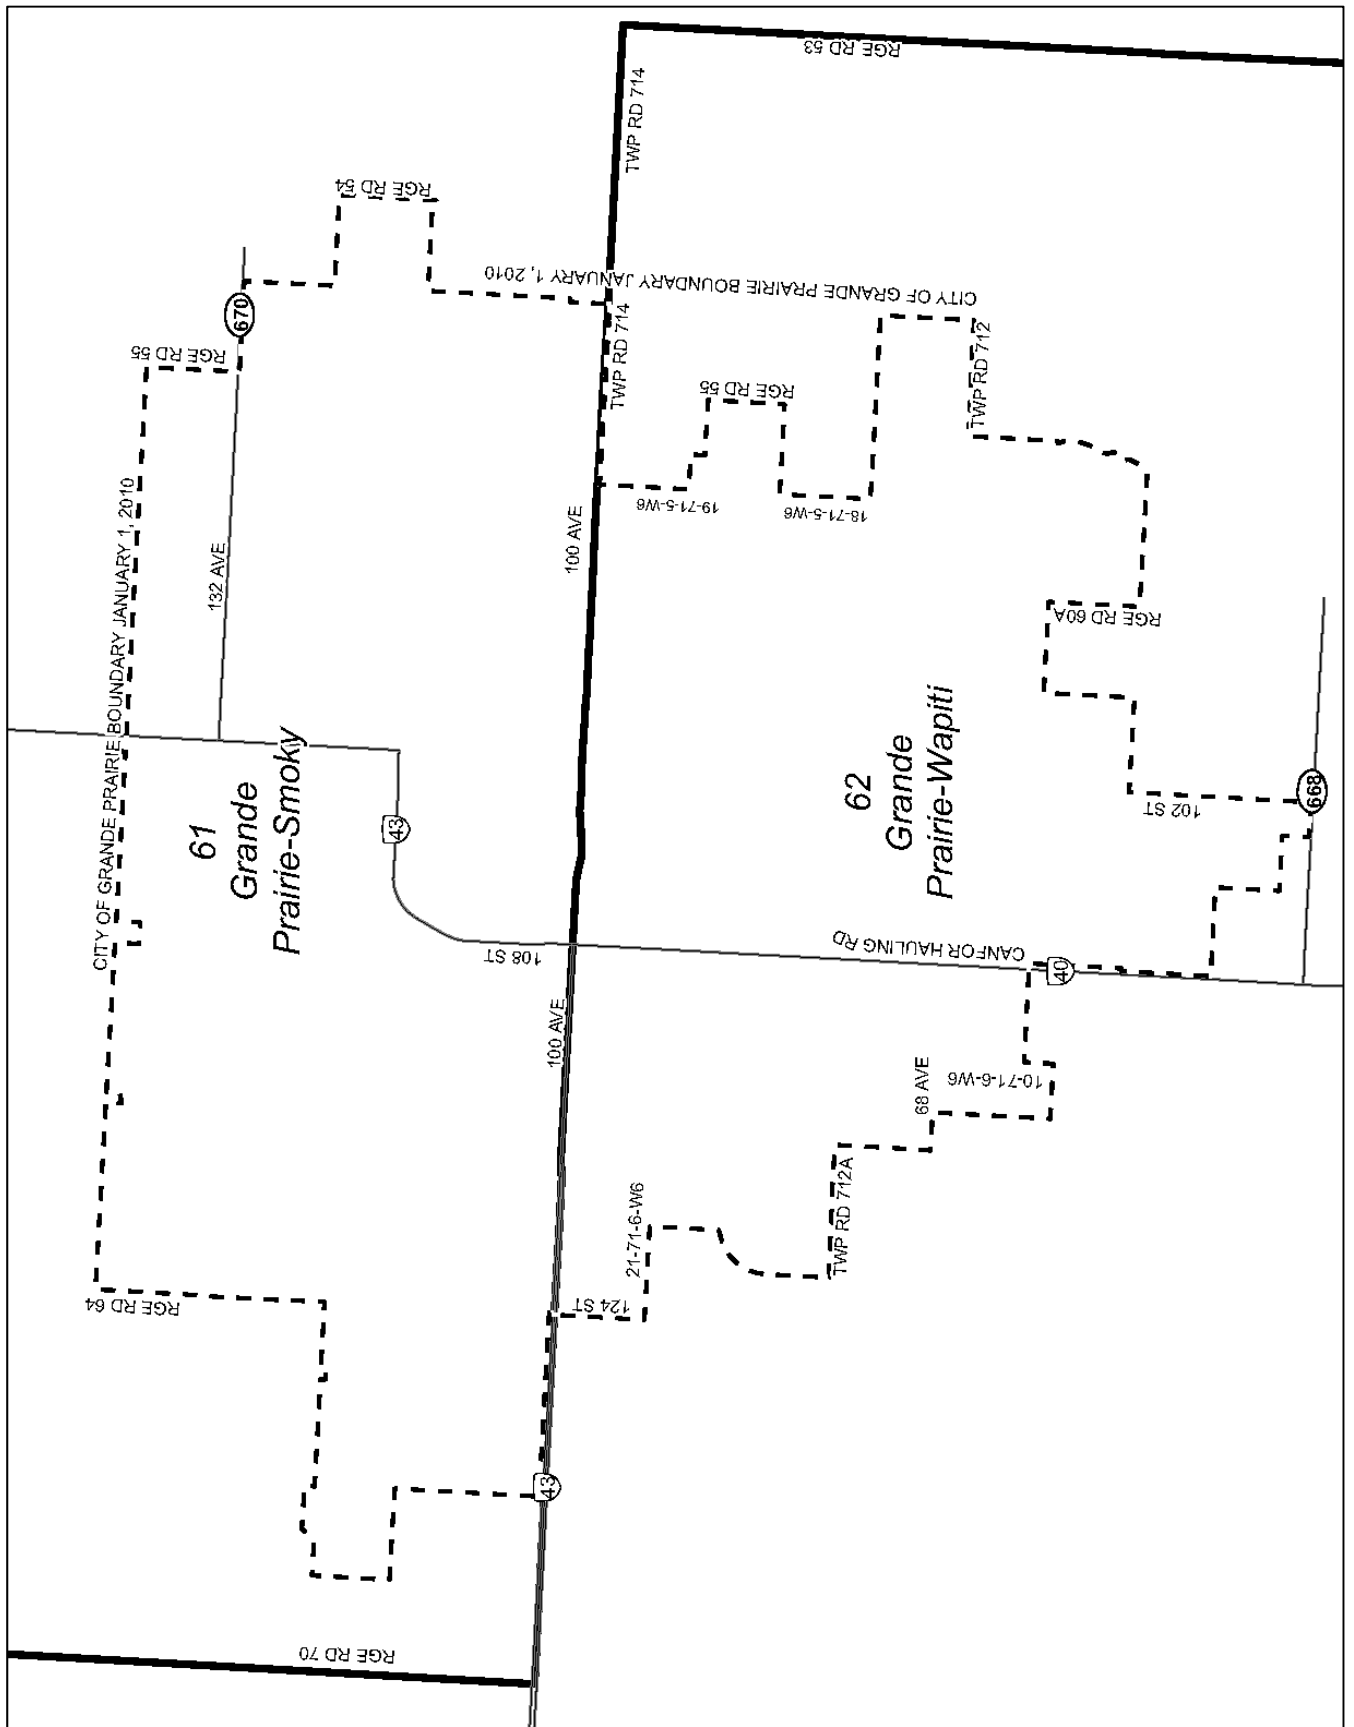 RGE RD 53
TWP RD 714
RGE RD 54
CITY OF GRANDE PRAIRIE BOUNDARY JANUARY 1, 2010
670
TWP RD 714
RGE RD 55
TWP RD 712
RGE RD 55
CITY OF GRANDE PRAIRIE BOUNDARY JANUARY 1, 2010
19-71-5-W6
18-71-5-W6
132 AVE
100 AVE
RGE RD 60A
61
Grande
Prairie-Smoky
62
Grande
Prairie-Wapiti
43
102 ST
668
108 ST
CANFOR HAULING RD
40
100 AVE
10-71-6-W6
68 AVE
TWP RD 712A
21-71-6-W6
RGE RD 64
124 ST
43
RGE RD 70